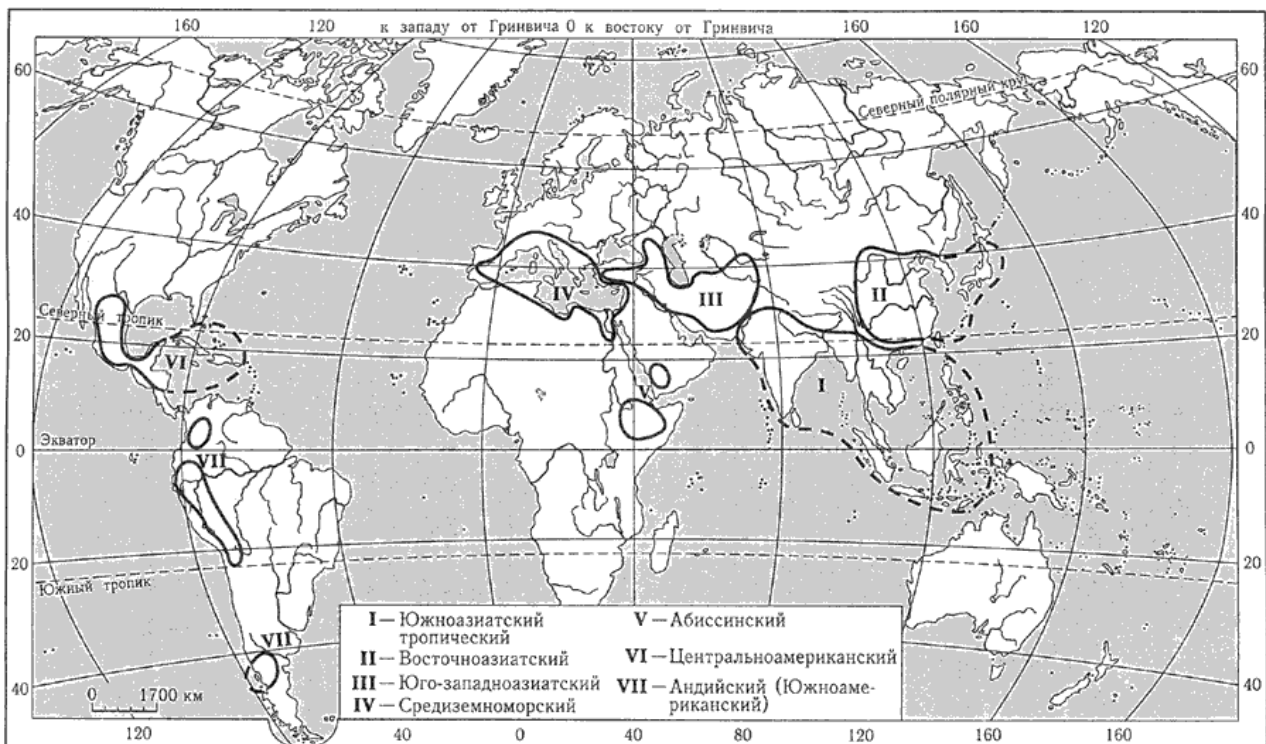 160 120 к западу от Гринвича 0 к востоку от Гринвича 160 160 120
60 60
Северный полярный круг
40 40
Северный тропик
20 20
II
III
IV
VI
I
V
Экватор
0 0
VII
20 20
Южный тропик
VII
40 40
0 1700 км
I — Южноазиатский
тропический
II — Восточноазиатский
III — Юго-западноазиатский
IV — Средиземноморский
V — Абиссинский
VI — Центральноамериканский
VII — Андийский (Южноаме-
риканский)
120 40 0 40 80 120 160 160